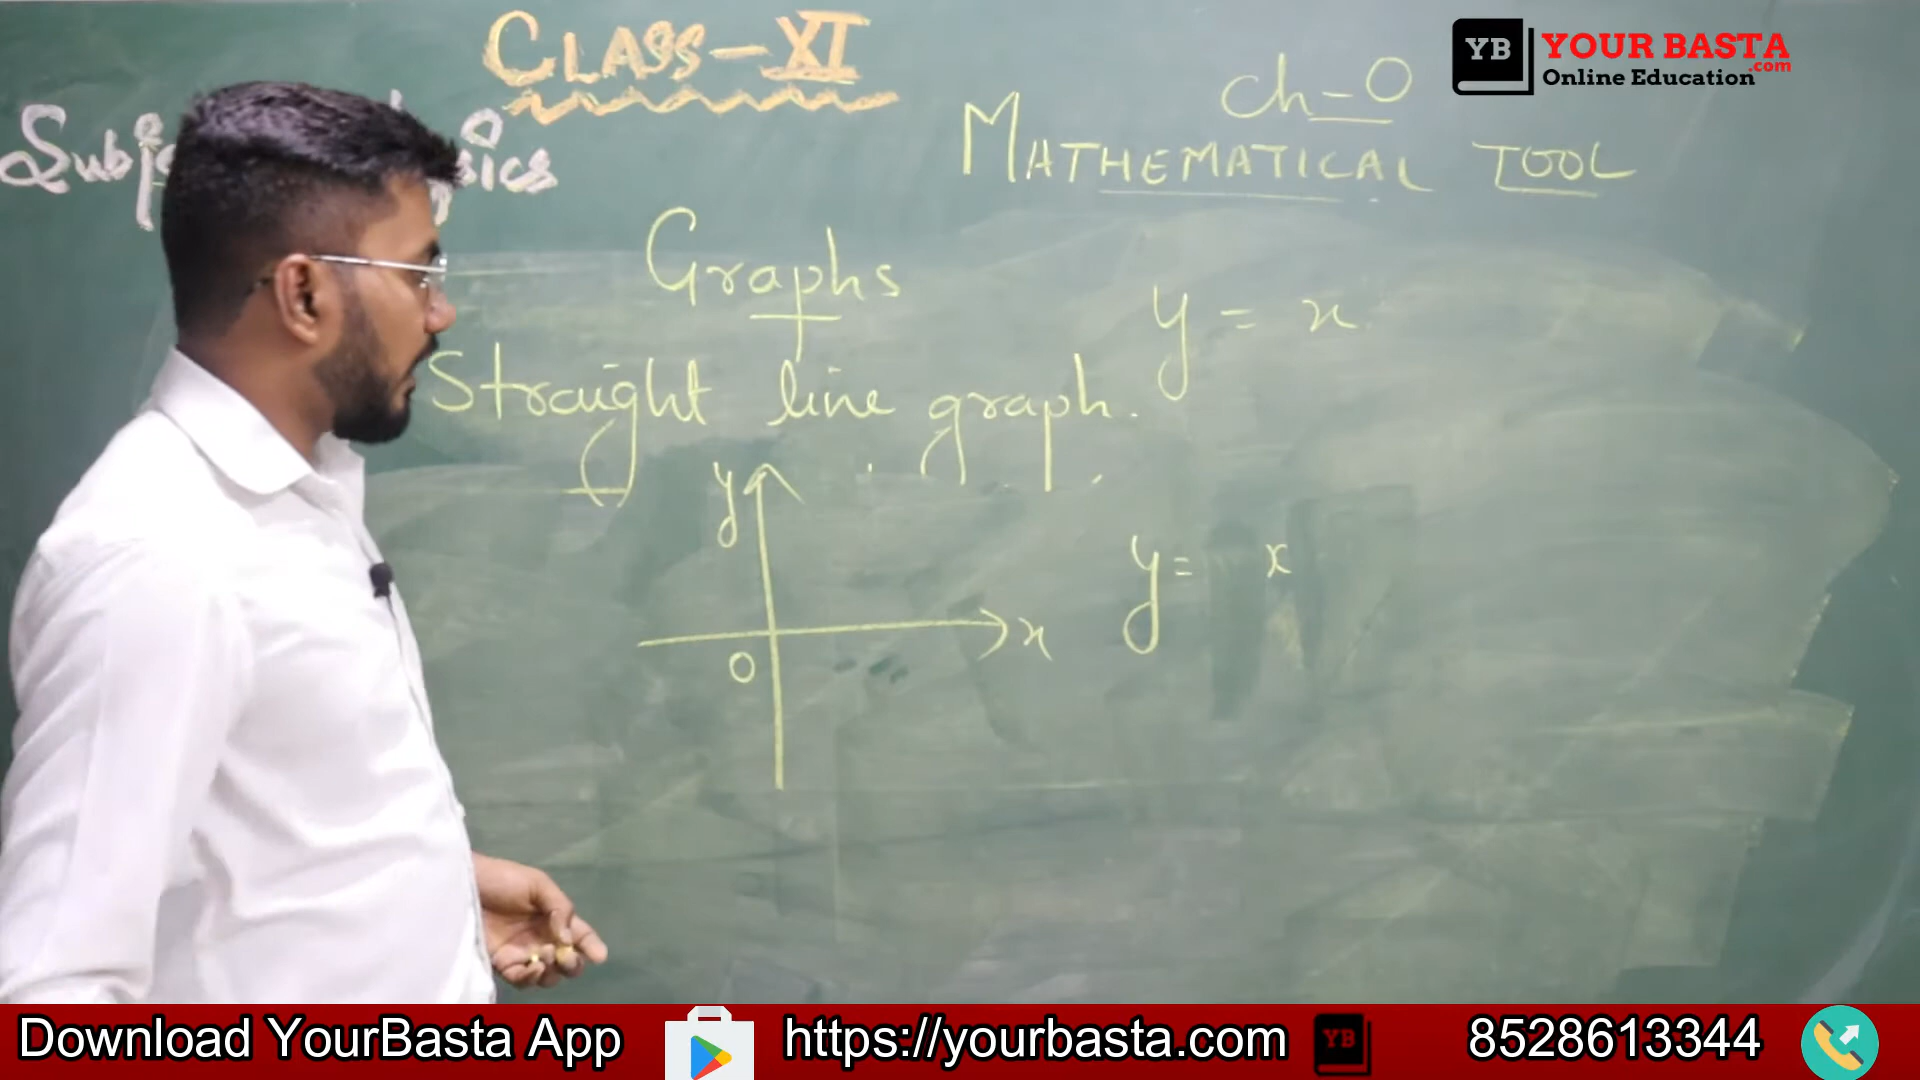 CLASS-XI
YB
YOUR BASTA
.com
Online Education
ch-0
MATHEMATICAL TOOL
Graphs
y = x
Straight line graph.
y
y = x
x
0
Download YourBasta App
https://yourbasta.com
YB
8528613344